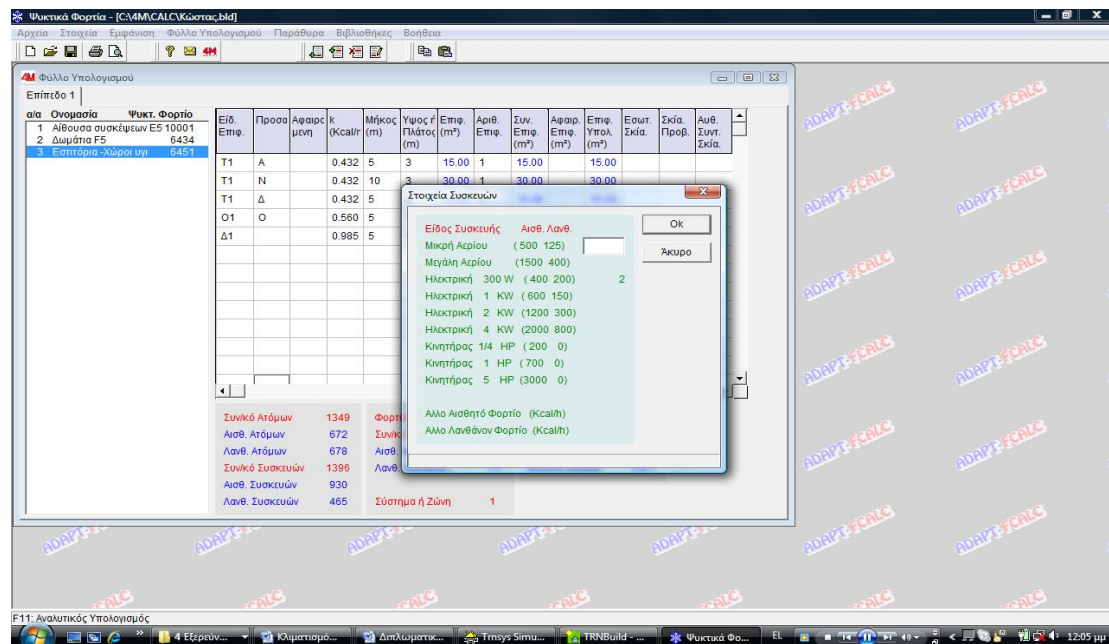 Ψυκτικά Φορτία - [C:\4M\CALC\Κώστας.bld]
Αρχεία Στοιχεία Εμφάνιση Φύλλο Υπολογισμού Παράθυρα Βιβλιοθήκες Βοήθεια
4M
4M Φύλλο Υπολογισμού
Επίπεδο 1
α/α Ονομασία Ψυκτ. Φορτίο
1 Αίθουσα συσκέψεων Ε5 10001
2 Δωμάτια F5 6434
3 Εστιτόρια -Χώροι υγι 6451
Είδ. Επιφ. Προσα Αφαιρς μενη k (Kcal/r Μήκος (m) Υψος ή Πλάτος (m) Επιφ. (m²) Αριθ. Επιφ. Συν. Επιφ. (m²) Αφαιρ. Επιφ. (m²) Επιφ. Υπολ. (m²) Εσωτ. Σκία. Σκία. Προβ. Αυθ. Συντ. Σκία.
T1 A 0.432 5 3 15.00 1 15.00 15.00
T1 N 0.432 10 3 30.00 1 30.00 30.00
T1 Δ 0.432 5
O1 O 0.560 5
Δ1 0.985 5
Στοιχεία Συσκευών
Είδος Συσκευής Αισθ. Λανθ.
Μικρή Αερίου ( 500 125)
Μεγάλη Αερίου (1500 400)
Ηλεκτρική 300 W ( 400 200) 2
Ηλεκτρική 1 KW ( 600 150)
Ηλεκτρική 2 KW (1200 300)
Ηλεκτρική 4 KW (2000 800)
Κινητήρας 1/4 HP ( 200 0)
Κινητήρας 1 HP ( 700 0)
Κινητήρας 5 HP (3000 0)
Αλλο Αισθητό Φορτίο (Kcal/h)
Αλλο Λανθάνον Φορτίο (Kcal/h)
Ok
Άκυρο
Συν/κό Ατόμων 1349
Αισθ. Ατόμων 672
Λανθ. Ατόμων 678
Συν/κό Συσκευών 1396
Αισθ. Συσκευών 930
Λανθ. Συσκευών 465
Σύστημα ή Ζώνη 1
ADAPT-FCALC
F11: Αναλυτικός Υπολογισμός
4 Εξερεύν... Κλιματισμό... Διπλωματικ... Trnsys Simu... TRNBuild - ... Ψυκτικά Φο... EL 12:05 μμ